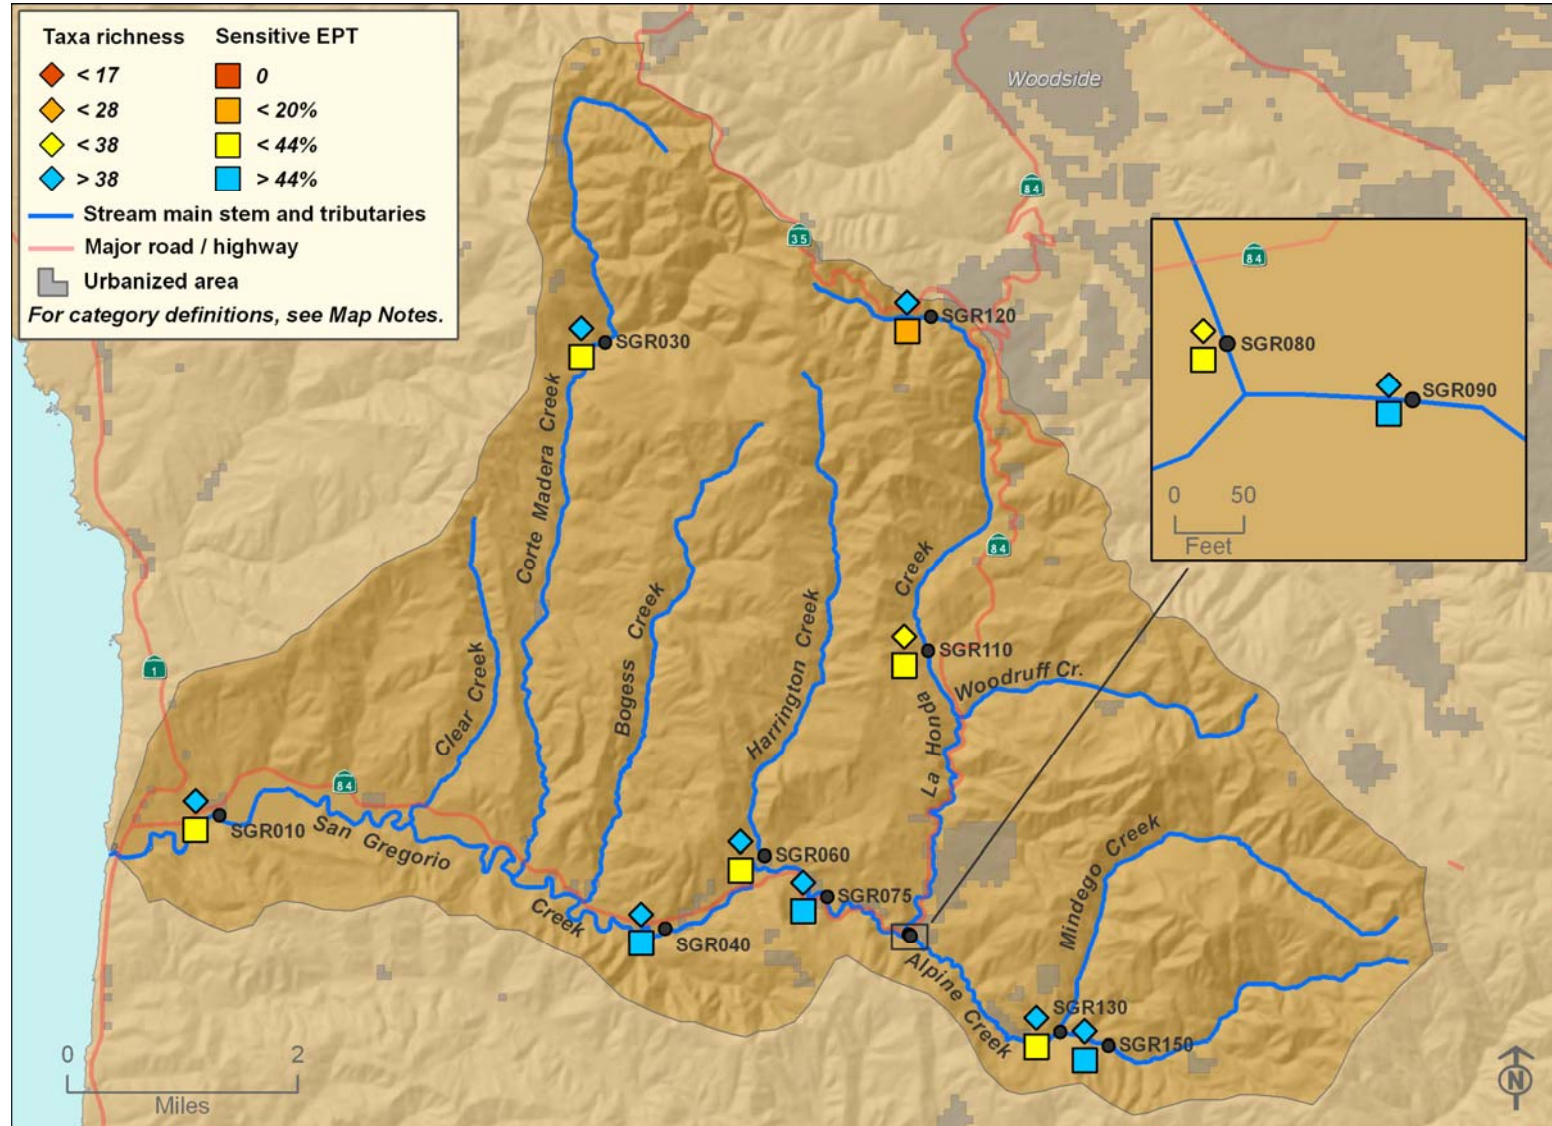 Taxa richness Sensitive EPT
< 17 0
< 28 < 20%
< 38 < 44%
> 38 > 44%
Stream main stem and tributaries
Major road / highway
Urbanized area
For category definitions, see Map Notes.
Woodside
84
35
84
SGR080
SGR090
0 50
Feet
SGR120
SGR030
Corte Madera Creek
84
Creek
Bogess Creek
Harrington Creek
SGR110
Woodruff Cr.
La Honda
Clear Creek
1
84
SGR010
San Gregorio
Creek
SGR060
SGR075
SGR040
Mindego Creek
Alpine Creek
SGR130
SGR150
0 2
Miles
N